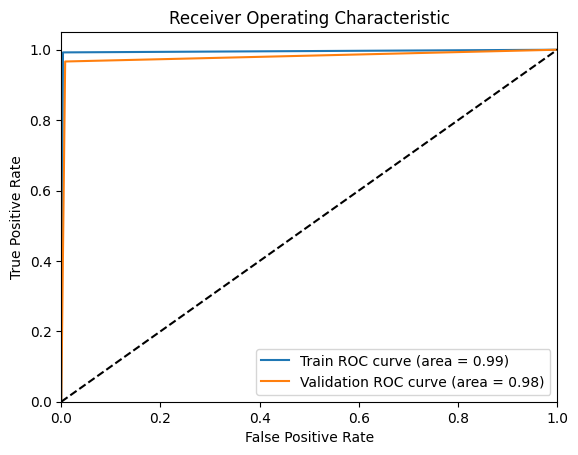 Receiver Operating Characteristic
True Positive Rate
1.0
0.8
0.6
0.4
0.2
0.0
Train ROC curve (area = 0.99)
Validation ROC curve (area = 0.98)
0.0 0.2 0.4 0.6 0.8 1.0
False Positive Rate